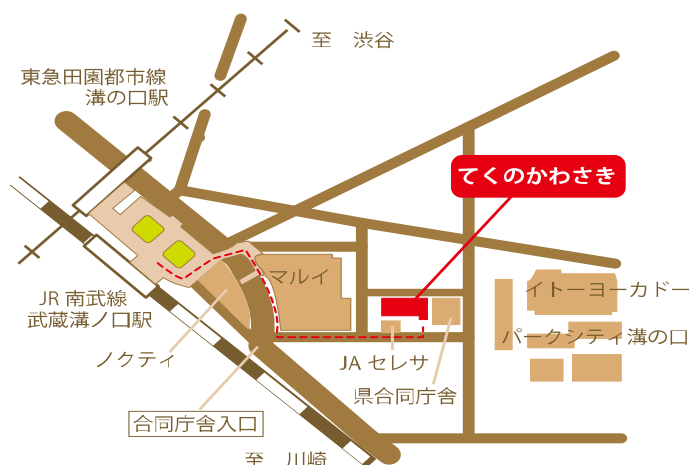 至　渋谷
東急田園都市線
溝の口駅
てくのかわさき
マルイ
イトーヨーカドー
JR 南武線
武蔵溝ノ口駅
パークシティ溝の口
ノクティ
JA セレサ
県合同庁舎
合同庁舎入口
至　川崎